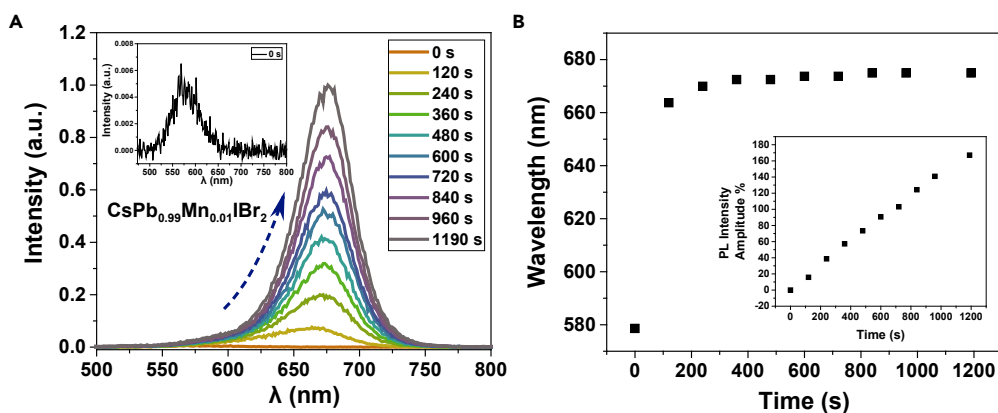 A
1.2
1.0
0.8
0.6
0.4
0.2
0.0
Intensity (a.u.)
500
550
600
650
700
750
800
λ (nm)
0.008
0.006
0.004
0.002
0.000
Intensity (a.u.)
500 550 600 650 700 750 800
λ (nm)
0 s
CsPb0.99Mn0.01IBr2
0 s
120 s
240 s
360 s
480 s
600 s
720 s
840 s
960 s
1190 s
B
680
660
640
620
600
580
Wavelength (nm)
0
200
400
600
800
1000
1200
Time (s)
180
160
140
120
100
80
60
40
20
0
-20
PL Intensity
Amplitude %
0 200 400 600 800 1000 1200
Time (s)